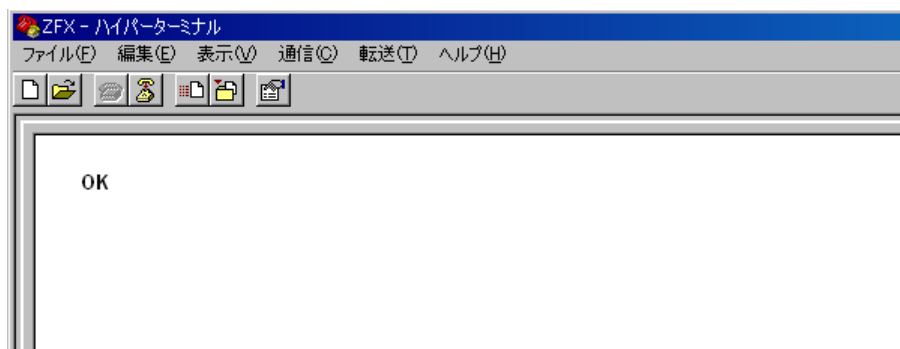 ZFX - ハイパーターミナル
ファイル(F) 編集(E) 表示(V) 通信(C) 転送(T) ヘルプ(H)
OK